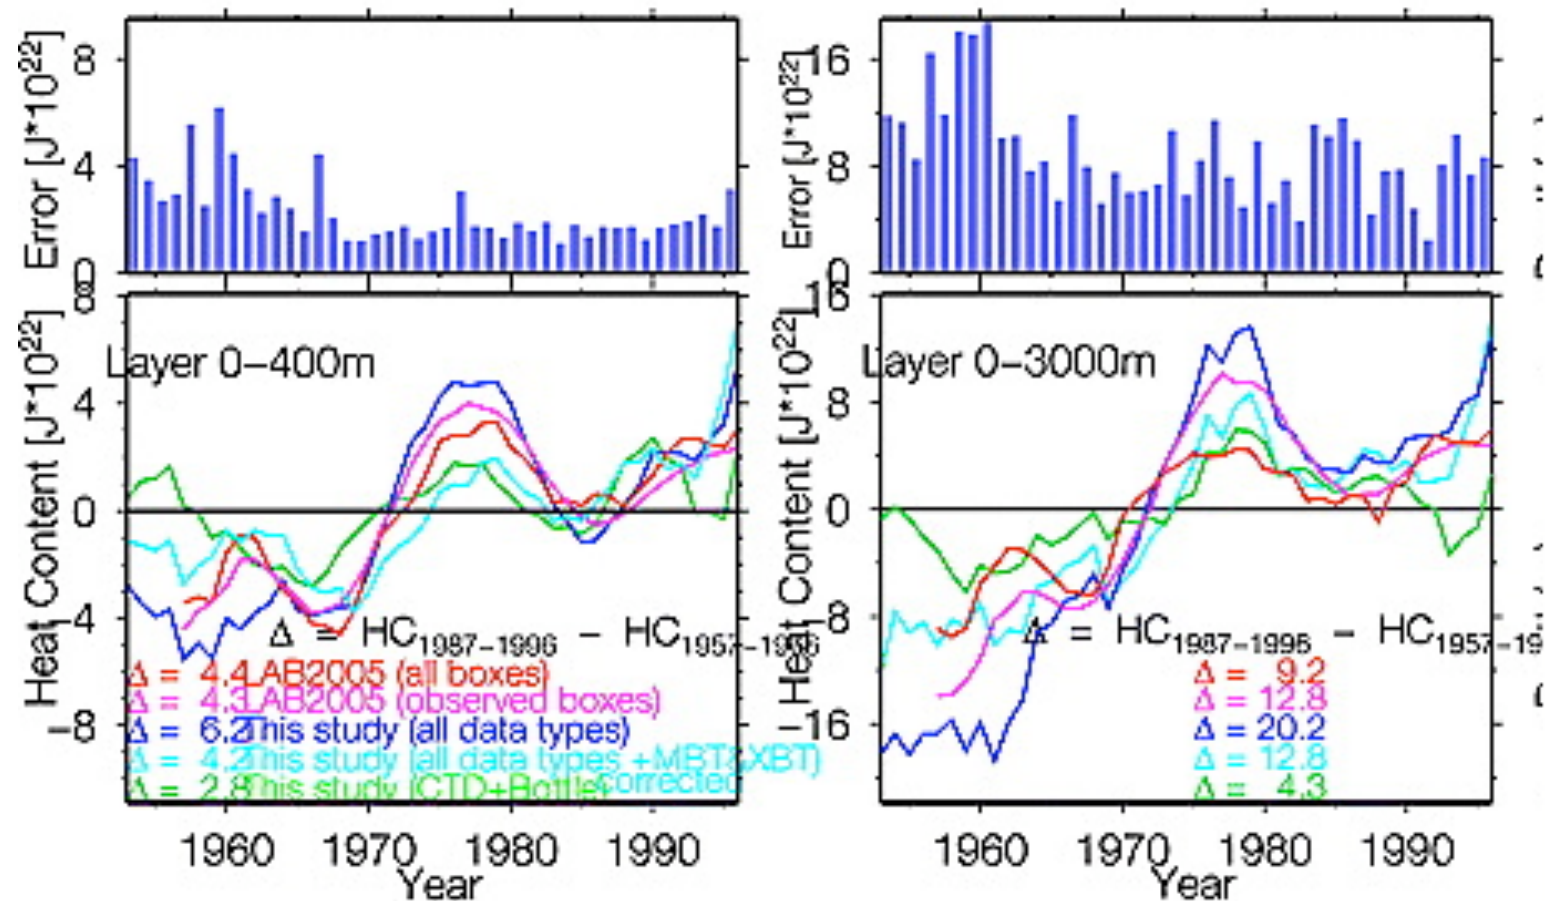 Error [J*10²²]
8
4
0
Error [J*10²²]
16
8
0
Heat Content [J*10²²]
8
4
0
−4
−8
Layer 0−400m
Δ = HC1987−1996 − HC1957−1966
Δ = 4.4 AB2005 (all boxes)
Δ = 4.3 AB2005 (observed boxes)
Δ = 6.2 This study (all data types)
Δ = 4.2 This study (all data types +MBT&XBT)
corrected
Δ = 2.8 This study (CTD+Bottle)
1960 1970 1980 1990
Year
Heat Content [J*10²²]
16
8
0
−8
−16
Layer 0−3000m
Δ = HC1987−1996 − HC1957−19
Δ = 9.2
Δ = 12.8
Δ = 20.2
Δ = 12.8
Δ = 4.3
1960 1970 1980 1990
Year